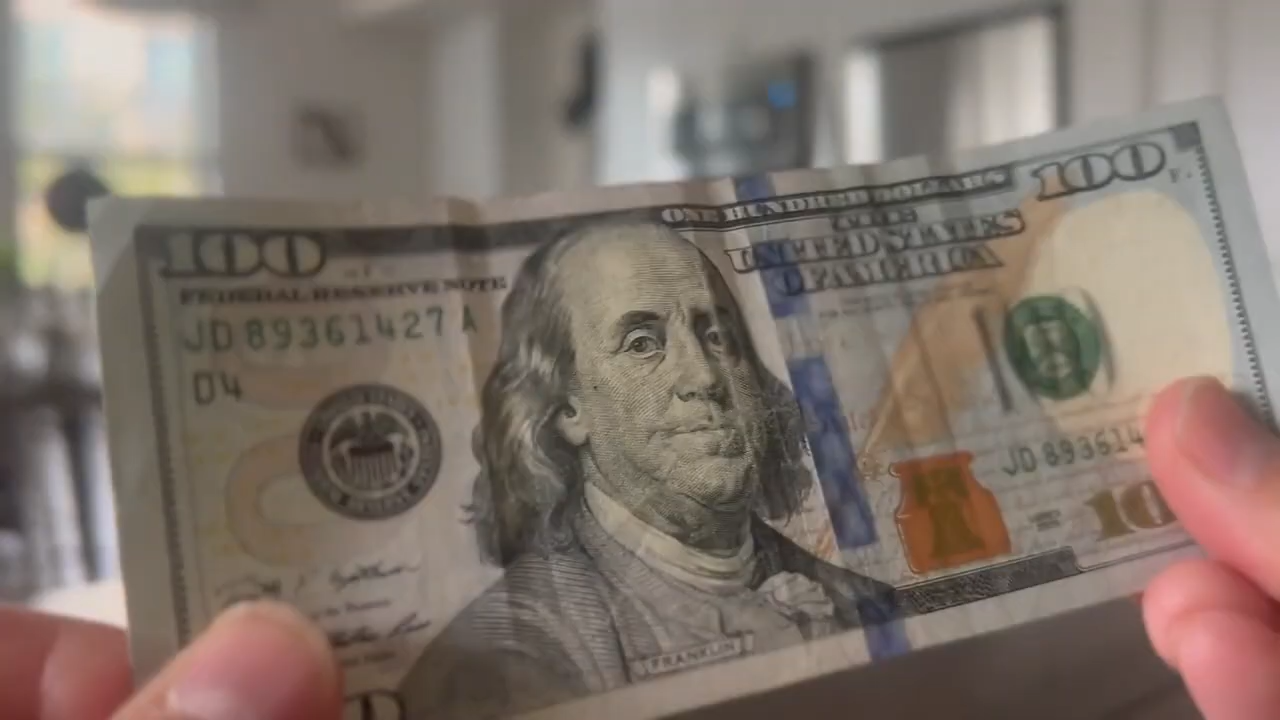 100
FEDERAL RESERVE NOTE
JD 89361427 A
D4
ONE HUNDRED DOLLARS
THE
UNITED STATES
OF AMERICA
100
JD 893614
10
FRANKLIN